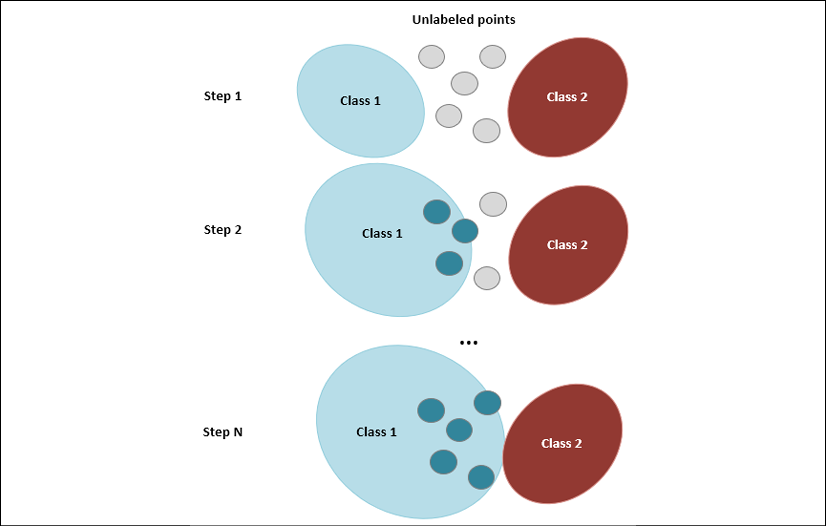 Unlabeled points
Step 1
Class 1
Class 2
Step 2
Class 1
Class 2
...
Step N
Class 1
Class 2